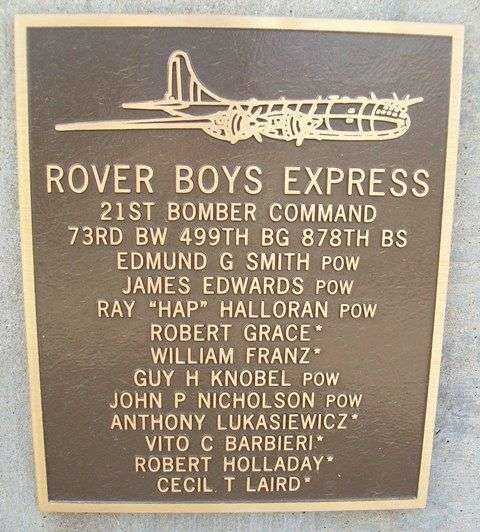 ROVER BOYS EXPRESS
21ST BOMBER COMMAND
73RD BW 499TH BG 878TH BS
EDMUND G SMITH POW
JAMES EDWARDS POW
RAY "HAP" HALLORAN POW
ROBERT GRACE*
WILLIAM FRANZ*
GUY H KNOBEL POW
JOHN P NICHOLSON POW
ANTHONY LUKASIEWICZ*
VITO C BARBIERI*
ROBERT HOLLADAY*
CECIL T LAIRD*